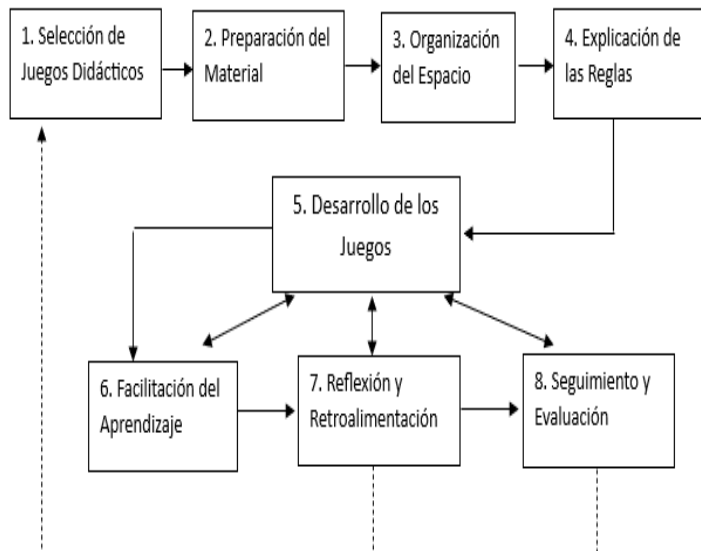 1. Selección de
Juegos Didácticos
2. Preparación del
Material
3. Organización
del Espacio
4. Explicación de
las Reglas
5. Desarrollo de los
Juegos
6. Facilitación del
Aprendizaje
7. Reflexión y
Retroalimentación
8. Seguimiento y
Evaluación